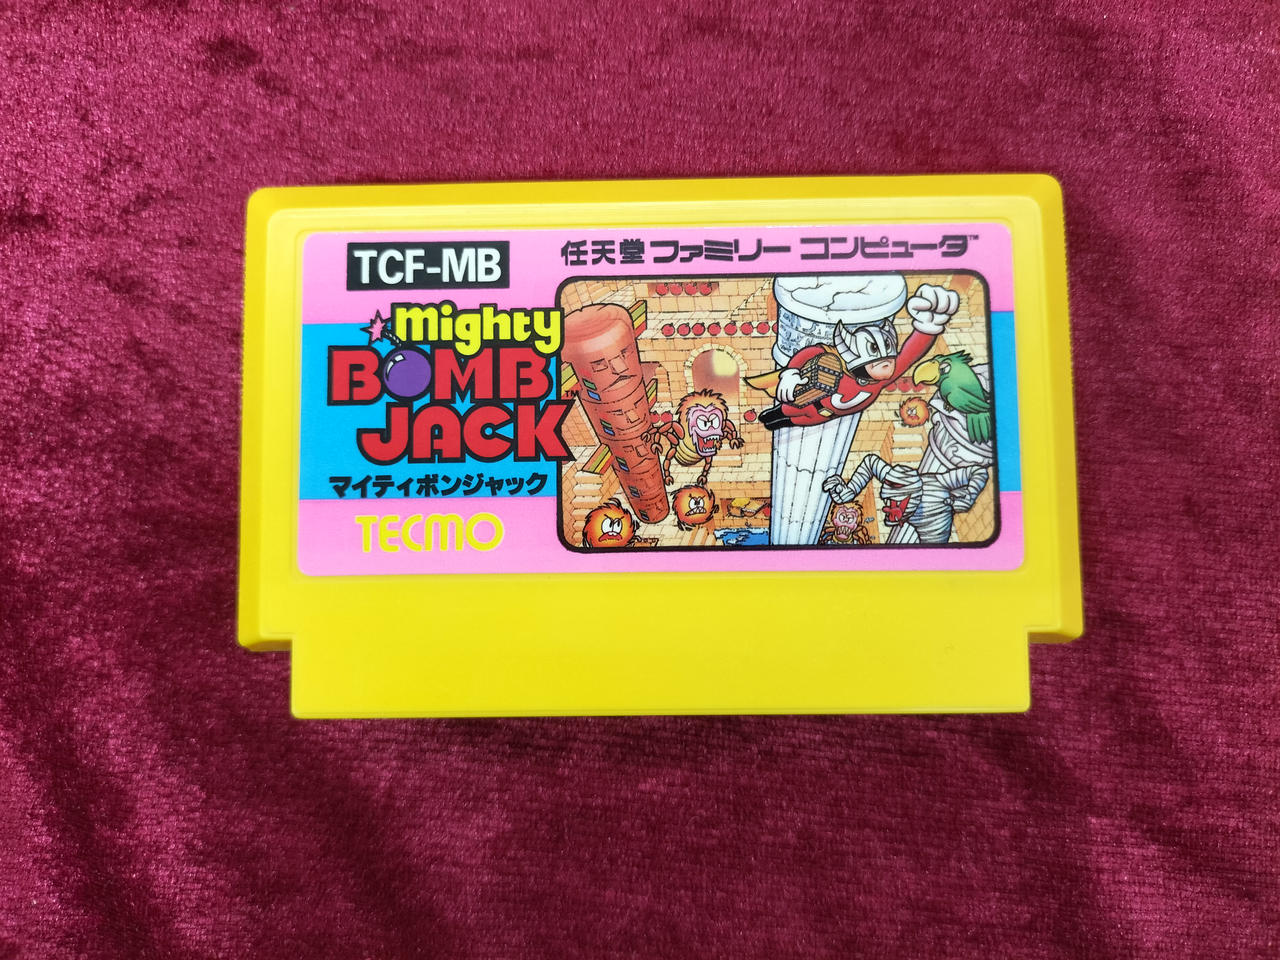 TCF-MB
任天堂 ファミリー コンピュータ™
mighty
BOMB
JACK™
マイティボンジャック
TECMO